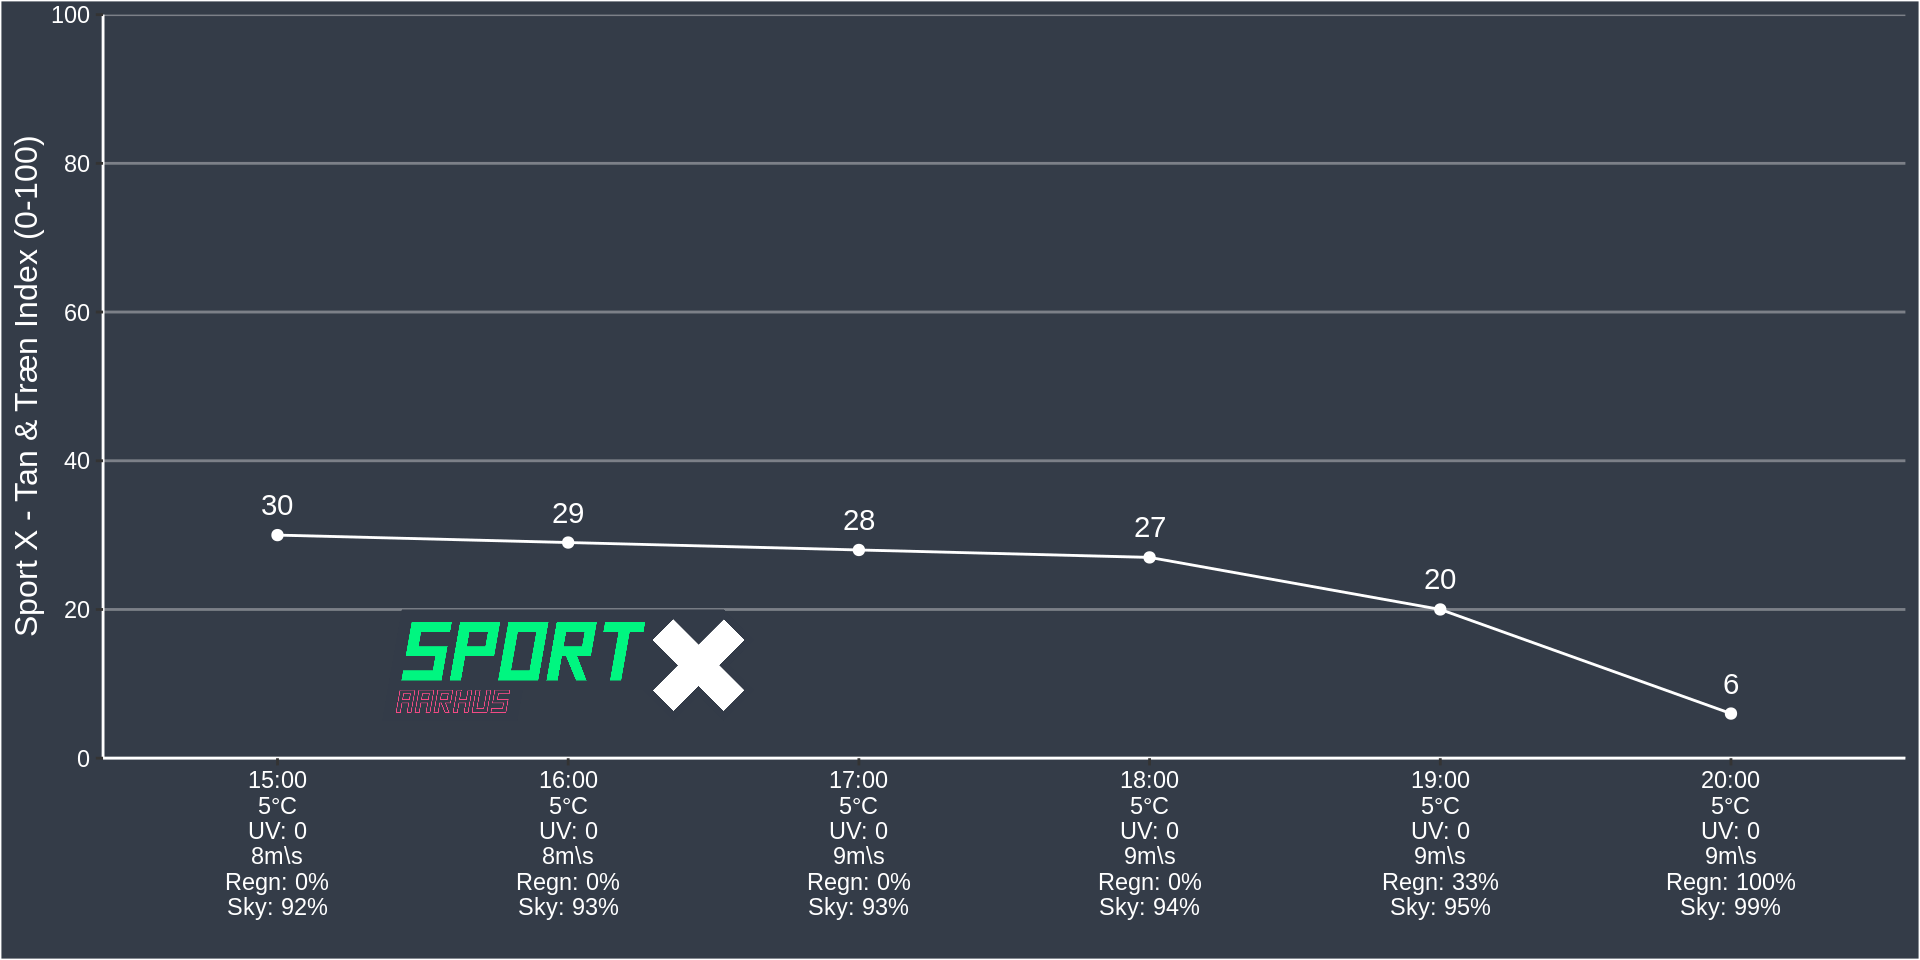 Sport X - Tan & Træn Index (0-100)
100
80
60
40
20
0
30
29
28
27
20
6
SPORT X
AARHUS
15:00
5°C
UV: 0
8m\s
Regn: 0%
Sky: 92%
16:00
5°C
UV: 0
8m\s
Regn: 0%
Sky: 93%
17:00
5°C
UV: 0
9m\s
Regn: 0%
Sky: 93%
18:00
5°C
UV: 0
9m\s
Regn: 0%
Sky: 94%
19:00
5°C
UV: 0
9m\s
Regn: 33%
Sky: 95%
20:00
5°C
UV: 0
9m\s
Regn: 100%
Sky: 99%